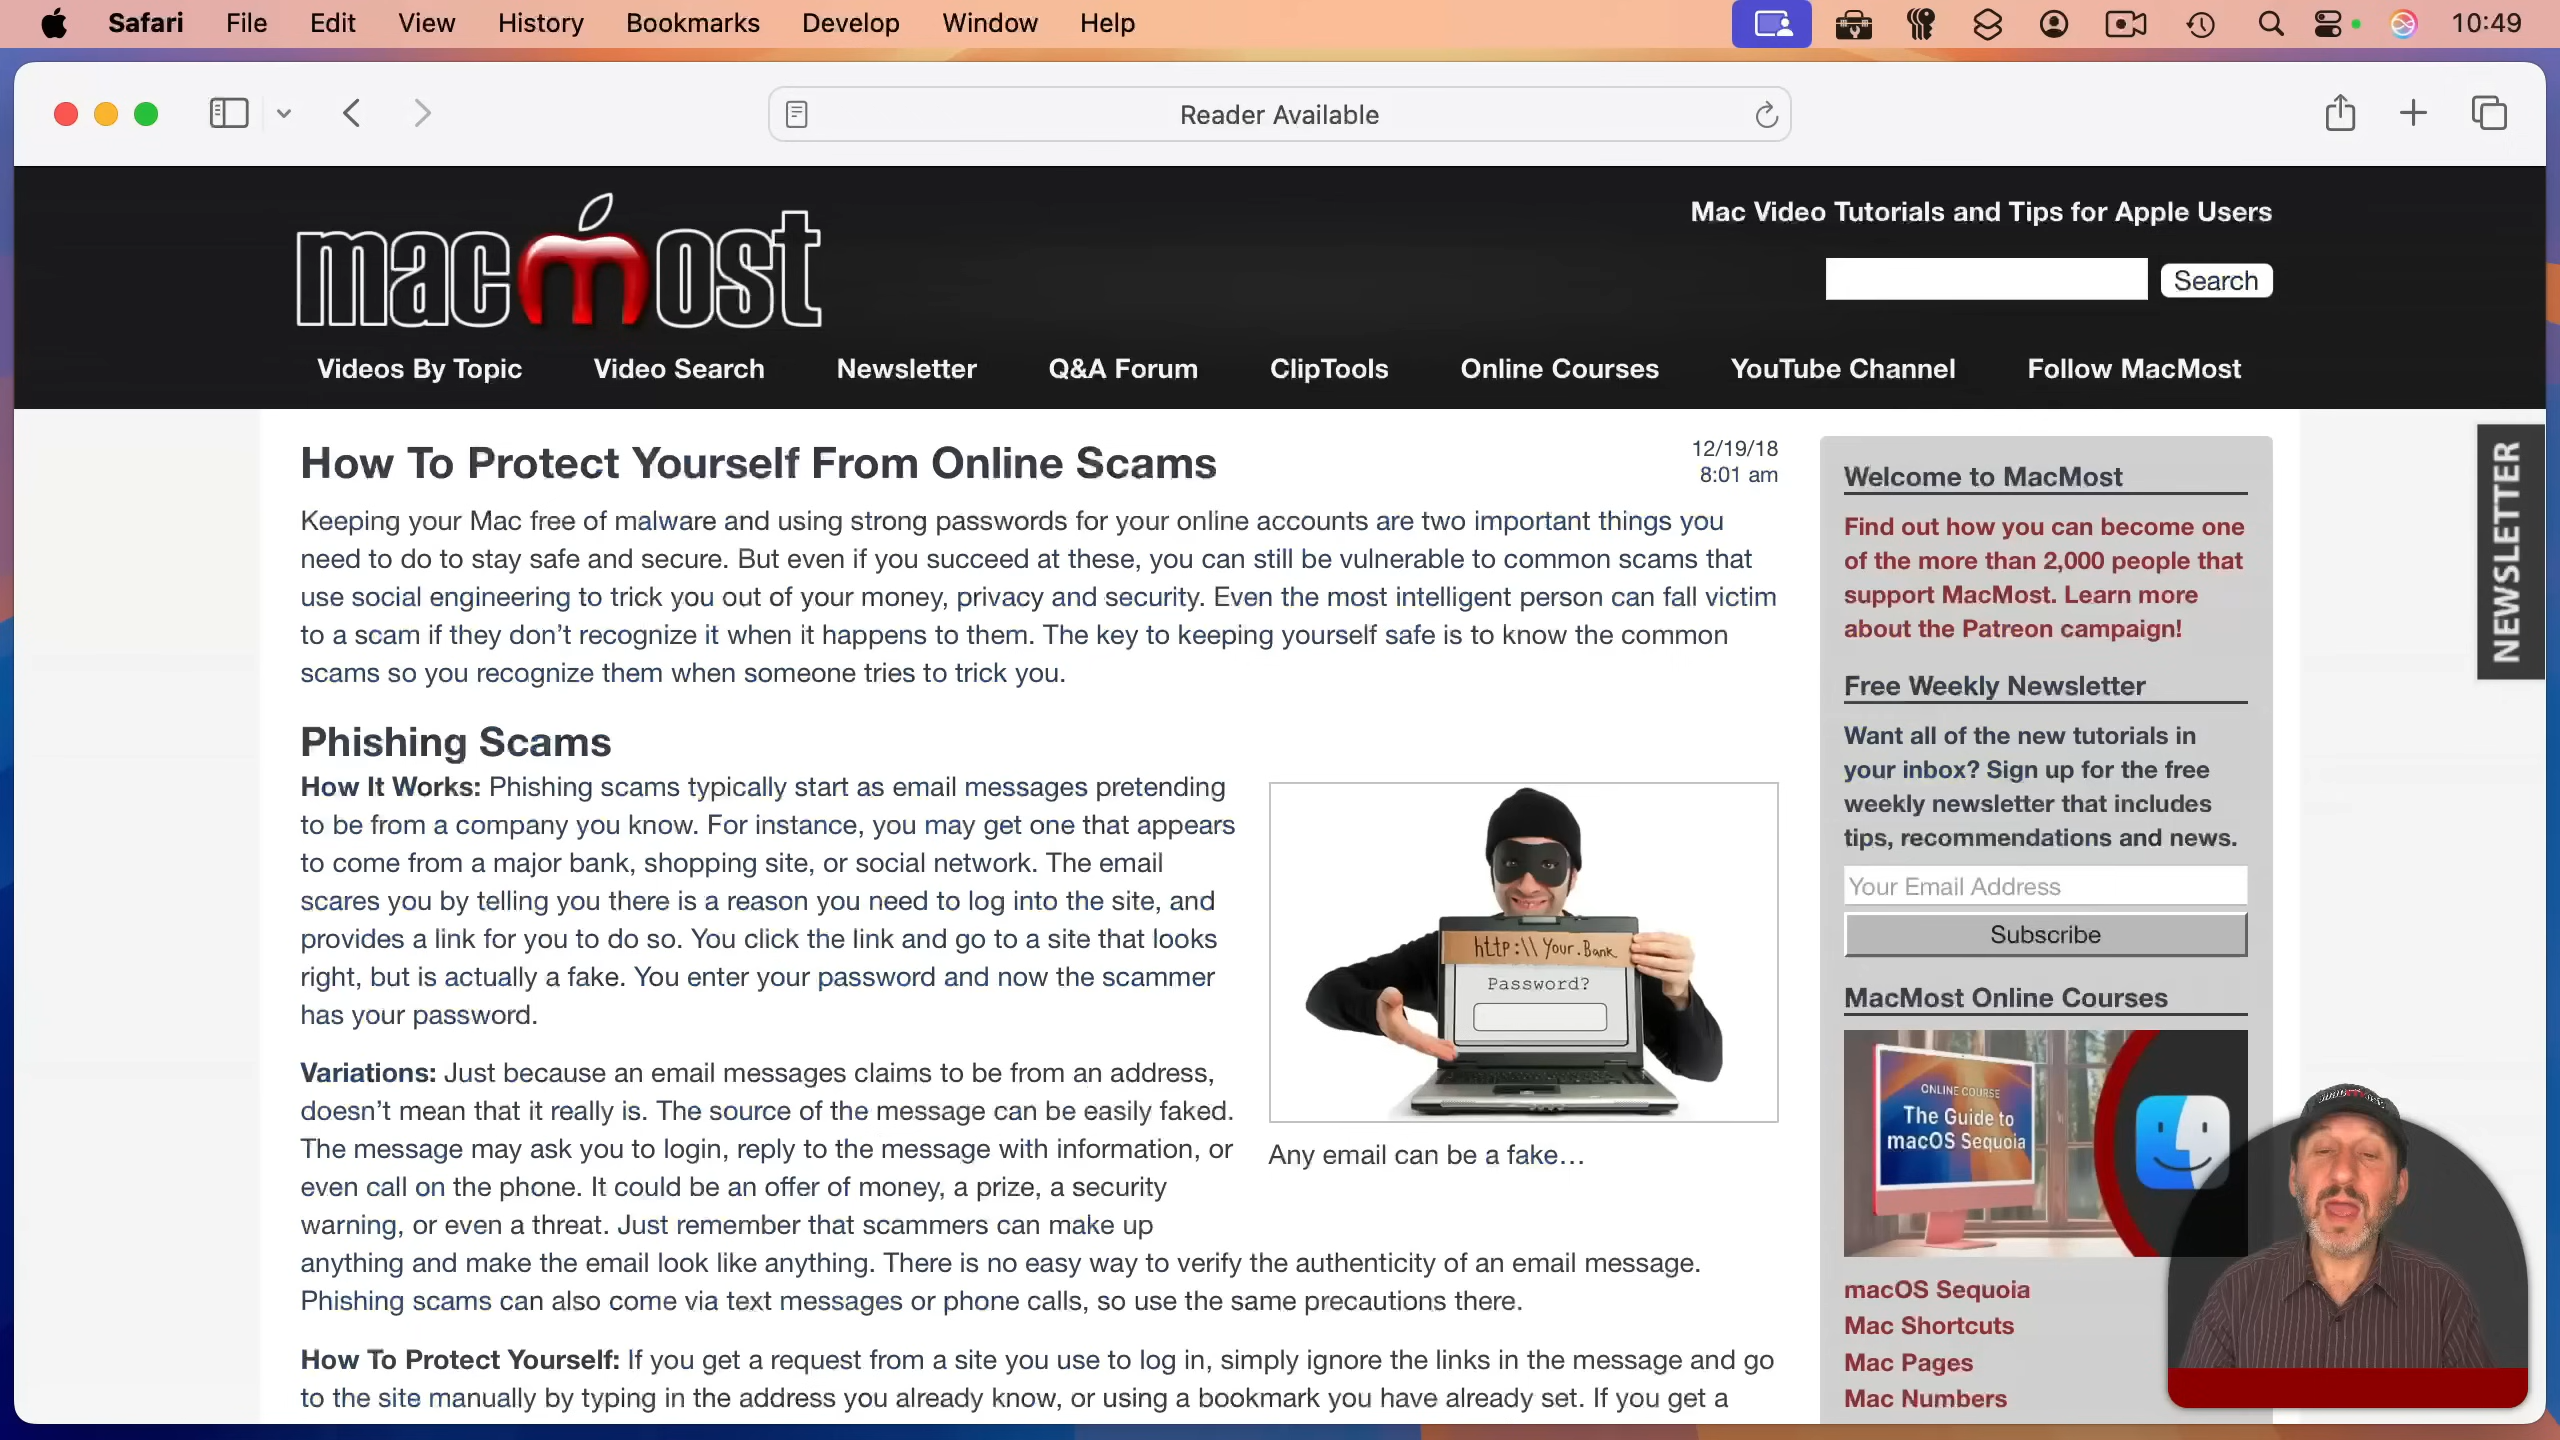 Safari File Edit View History Bookmarks Develop Window Help 10:49
Reader Available
macmost
Mac Video Tutorials and Tips for Apple Users
Search
Videos By Topic Video Search Newsletter Q&A Forum ClipTools Online Courses YouTube Channel Follow MacMost
NEWSLETTER
How To Protect Yourself From Online Scams
12/19/18
8:01 am
Keeping your Mac free of malware and using strong passwords for your online accounts are two important things you
need to do to stay safe and secure. But even if you succeed at these, you can still be vulnerable to common scams that
use social engineering to trick you out of your money, privacy and security. Even the most intelligent person can fall victim
to a scam if they don’t recognize it when it happens to them. The key to keeping yourself safe is to know the common
scams so you recognize them when someone tries to trick you.
Phishing Scams
How It Works: Phishing scams typically start as email messages pretending
to be from a company you know. For instance, you may get one that appears
to come from a major bank, shopping site, or social network. The email
scares you by telling you there is a reason you need to log into the site, and
provides a link for you to do so. You click the link and go to a site that looks
right, but is actually a fake. You enter your password and now the scammer
has your password.
http:\\ Your.Bank
Password?
Any email can be a fake…
Variations: Just because an email messages claims to be from an address,
doesn’t mean that it really is. The source of the message can be easily faked.
The message may ask you to login, reply to the message with information, or
even call on the phone. It could be an offer of money, a prize, a security
warning, or even a threat. Just remember that scammers can make up
anything and make the email look like anything. There is no easy way to verify the authenticity of an email message.
Phishing scams can also come via text messages or phone calls, so use the same precautions there.
How To Protect Yourself: If you get a request from a site you use to log in, simply ignore the links in the message and go
to the site manually by typing in the address you already know, or using a bookmark you have already set. If you get a
Welcome to MacMost
Find out how you can become one
of the more than 2,000 people that
support MacMost. Learn more
about the Patreon campaign!
Free Weekly Newsletter
Want all of the new tutorials in
your inbox? Sign up for the free
weekly newsletter that includes
tips, recommendations and news.
Your Email Address
Subscribe
MacMost Online Courses
ONLINE COURSE
The Guide to
macOS Sequoia
macOS Sequoia
Mac Shortcuts
Mac Pages
Mac Numbers